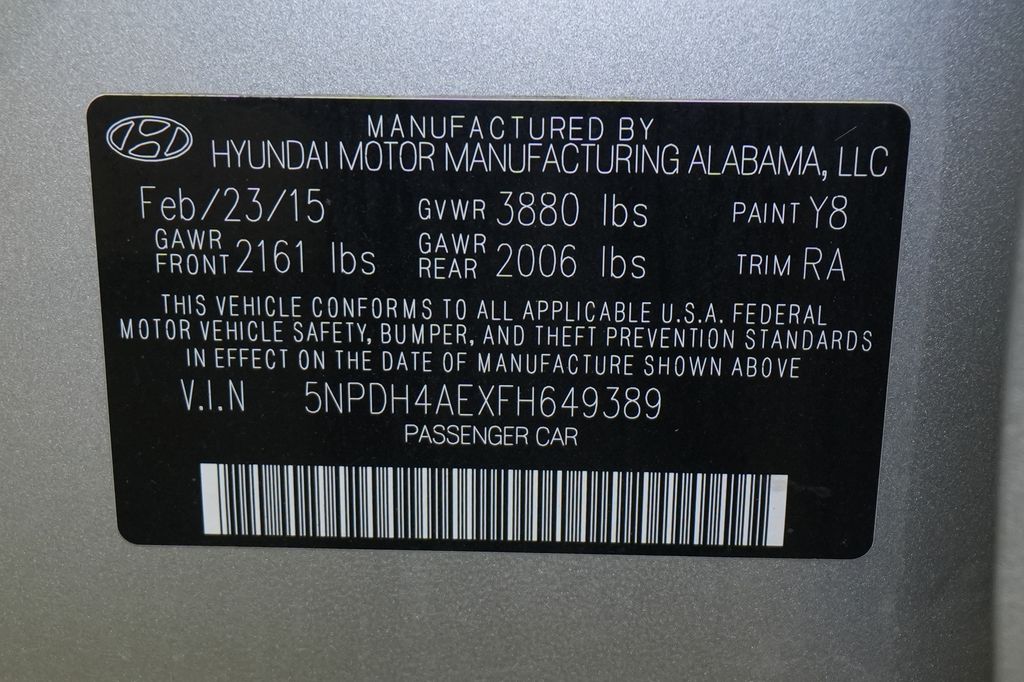 MANUFACTURED BY
HYUNDAI MOTOR MANUFACTURING ALABAMA, LLC
Feb/23/15 GVWR 3880 lbs PAINT Y8
GAWR FRONT 2161 lbs GAWR REAR 2006 lbs TRIM RA
THIS VEHICLE CONFORMS TO ALL APPLICABLE U.S.A. FEDERAL
MOTOR VEHICLE SAFETY, BUMPER, AND THEFT PREVENTION STANDARDS
IN EFFECT ON THE DATE OF MANUFACTURE SHOWN ABOVE
V.I.N 5NPDH4AEXFH649389
PASSENGER CAR